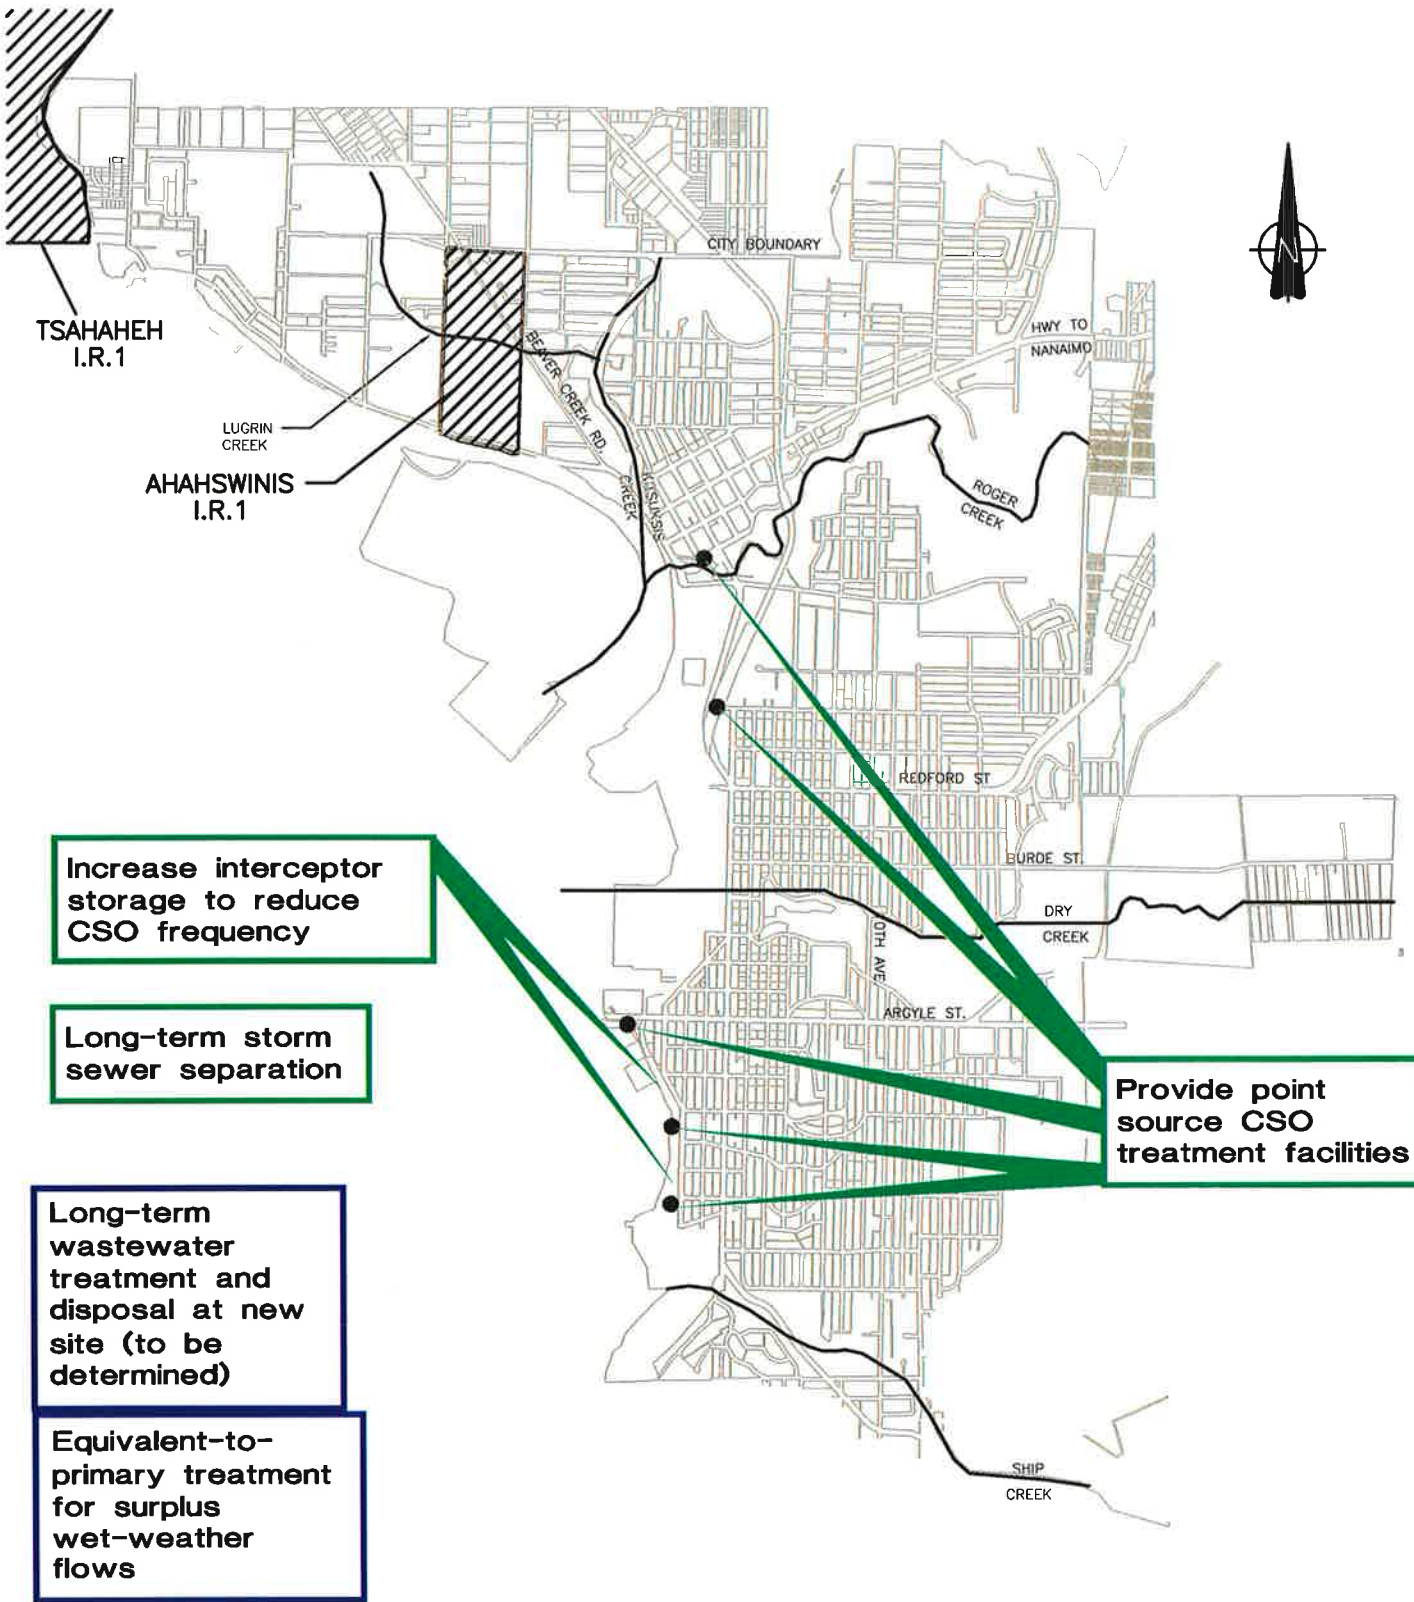 CITY BOUNDARY
N
TSAHAHEH
I.R.1
HWY TO
NANAIMO
BEAVER CREEK RD.
LUGRIN
CREEK
AHAHSWINIS
I.R.1
KITSUKSIS
CREEK
ROGER
CREEK
REDFORD ST
Increase interceptor
storage to reduce
CSO frequency
BURDE ST.
DRY
CREEK
0TH AVE
Long-term storm
sewer separation
ARGYLE ST.
Provide point
source CSO
treatment facilities
Long-term
wastewater
treatment and
disposal at new
site (to be
determined)
Equivalent-to-
primary treatment
for surplus
wet-weather
flows
SHIP
CREEK